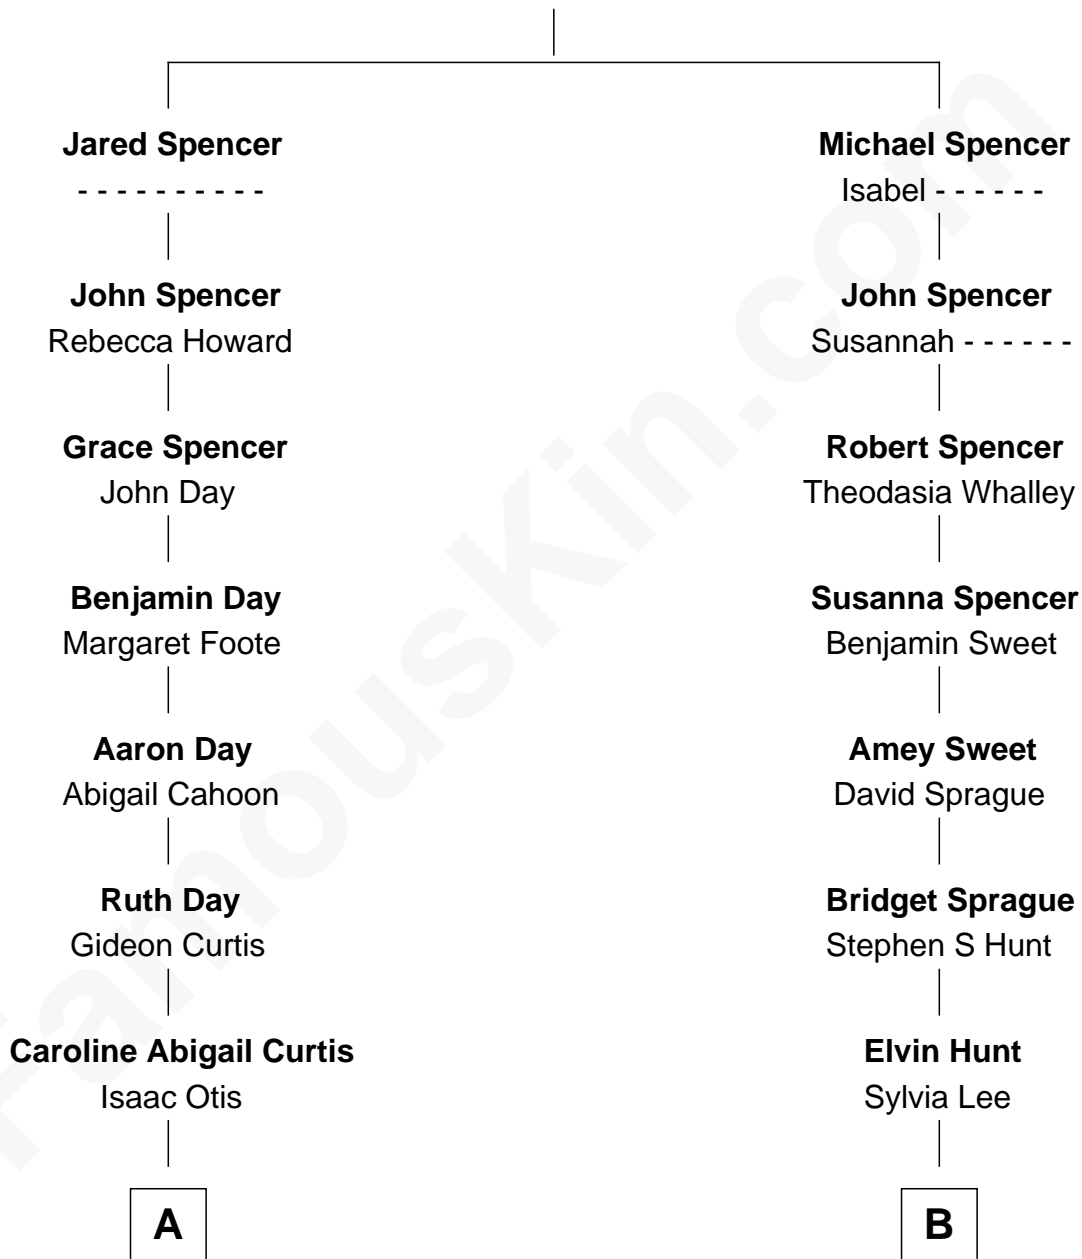 Jared Spencer
- - - - - - - - - -
John Spencer
Rebecca Howard
Grace Spencer
John Day
Benjamin Day
Margaret Foote
Aaron Day
Abigail Cahoon
Ruth Day
Gideon Curtis
Caroline Abigail Curtis
Isaac Otis
A
Michael Spencer
Isabel - - - - - -
John Spencer
Susannah - - - - - -
Robert Spencer
Theodasia Whalley
Susanna Spencer
Benjamin Sweet
Amey Sweet
David Sprague
Bridget Sprague
Stephen S Hunt
Elvin Hunt
Sylvia Lee
B
FamousKin.com